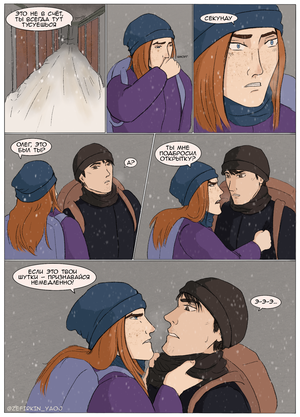 ЭТО НЕ В СЧЁТ,
ТЫ ВСЕГДА ТУТ
ТУСУЕШЬСЯ
СЕКУНДУ
ОЛЕГ, ЭТО
БЫЛ ТЫ?
А?
ТЫ МНЕ
ПОДБРОСИЛ
ОТКРЫТКУ?
ЕСЛИ ЭТО ТВОИ
ШУТКИ – ПРИЗНАВАЙСЯ
НЕМЕДЛЕННО!
Э-Э-Э...
@ZEFIRKIN_YAOI